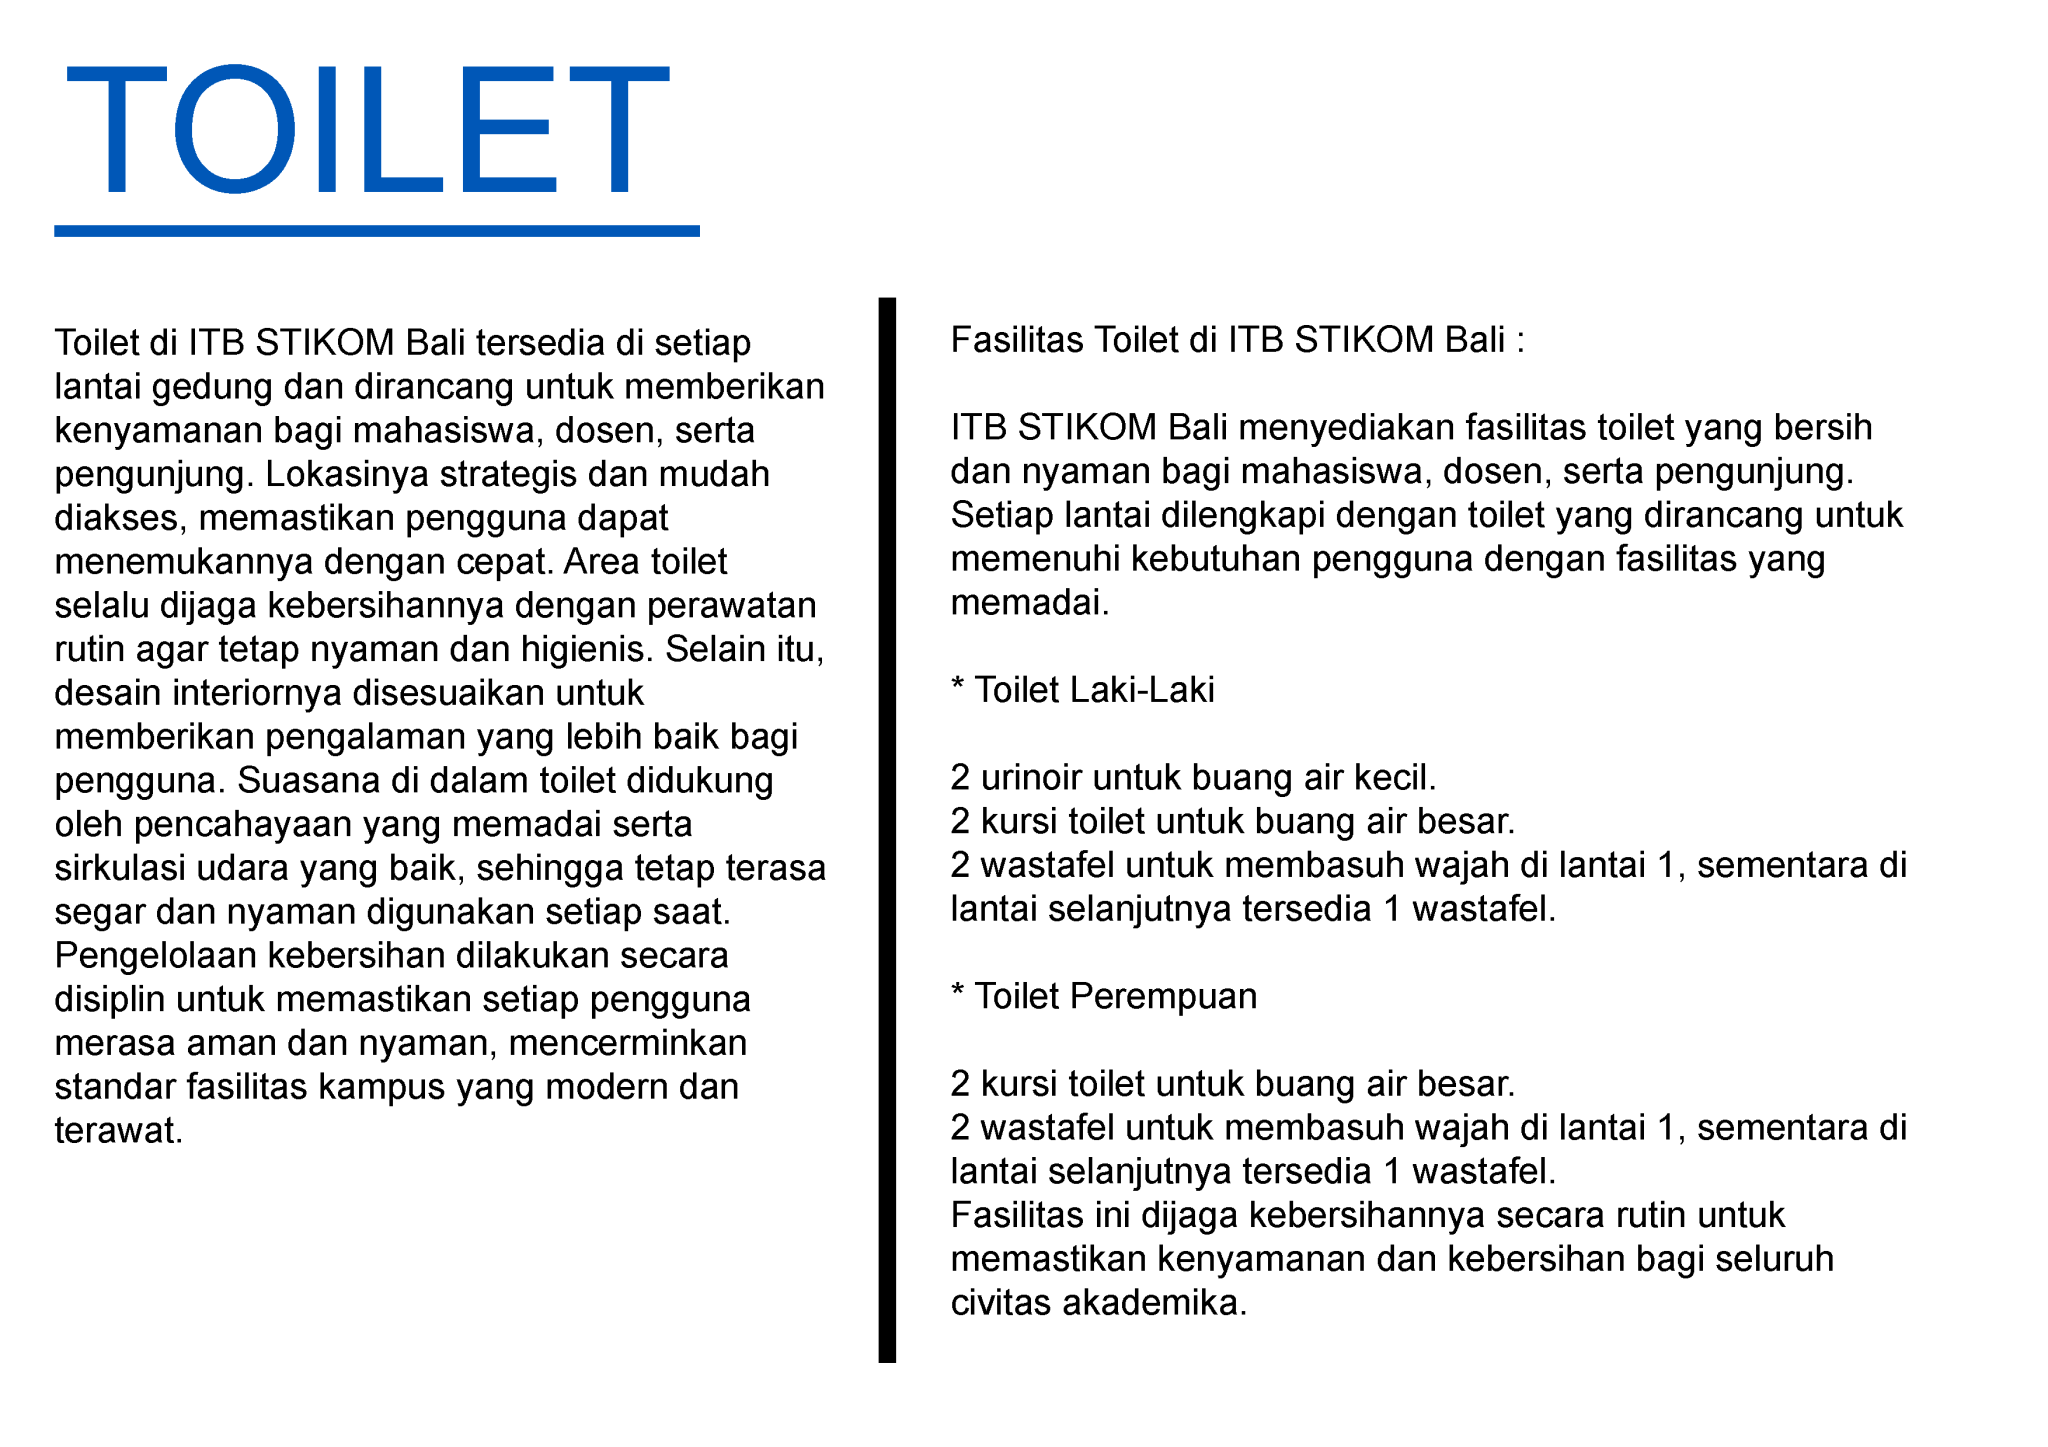 TOILET
Toilet di ITB STIKOM Bali tersedia di setiap
lantai gedung dan dirancang untuk memberikan
kenyamanan bagi mahasiswa, dosen, serta
pengunjung. Lokasinya strategis dan mudah
diakses, memastikan pengguna dapat
menemukannya dengan cepat. Area toilet
selalu dijaga kebersihannya dengan perawatan
rutin agar tetap nyaman dan higienis. Selain itu,
desain interiornya disesuaikan untuk
memberikan pengalaman yang lebih baik bagi
pengguna. Suasana di dalam toilet didukung
oleh pencahayaan yang memadai serta
sirkulasi udara yang baik, sehingga tetap terasa
segar dan nyaman digunakan setiap saat.
Pengelolaan kebersihan dilakukan secara
disiplin untuk memastikan setiap pengguna
merasa aman dan nyaman, mencerminkan
standar fasilitas kampus yang modern dan
terawat.
Fasilitas Toilet di ITB STIKOM Bali :
ITB STIKOM Bali menyediakan fasilitas toilet yang bersih
dan nyaman bagi mahasiswa, dosen, serta pengunjung.
Setiap lantai dilengkapi dengan toilet yang dirancang untuk
memenuhi kebutuhan pengguna dengan fasilitas yang
memadai.
* Toilet Laki-Laki
2 urinoir untuk buang air kecil.
2 kursi toilet untuk buang air besar.
2 wastafel untuk membasuh wajah di lantai 1, sementara di
lantai selanjutnya tersedia 1 wastafel.
* Toilet Perempuan
2 kursi toilet untuk buang air besar.
2 wastafel untuk membasuh wajah di lantai 1, sementara di
lantai selanjutnya tersedia 1 wastafel.
Fasilitas ini dijaga kebersihannya secara rutin untuk
memastikan kenyamanan dan kebersihan bagi seluruh
civitas akademika.